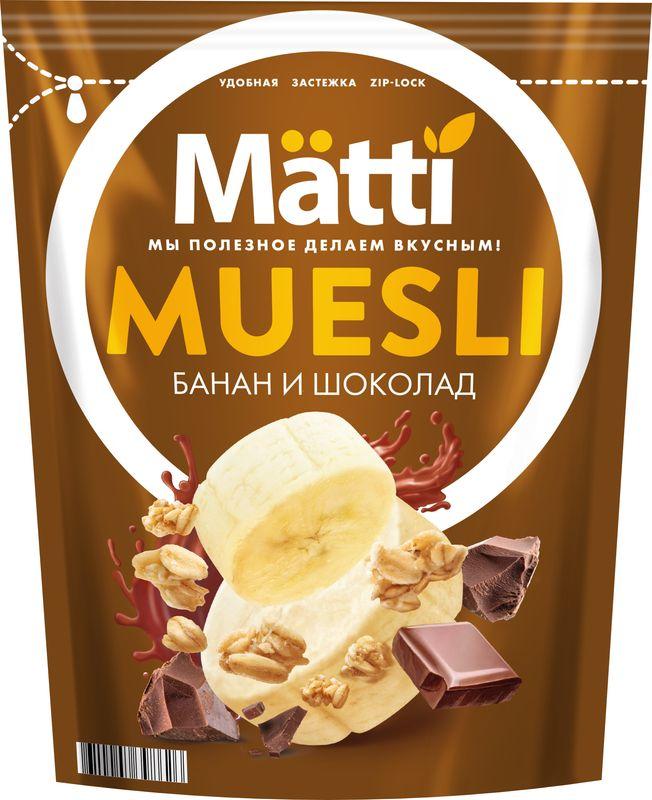 УДОБНАЯ ЗАСТЕЖКА ZIP-LOCK
Mätti
МЫ ПОЛЕЗНОЕ ДЕЛАЕМ ВКУСНЫМ!
MUESLI
БАНАН И ШОКОЛАД